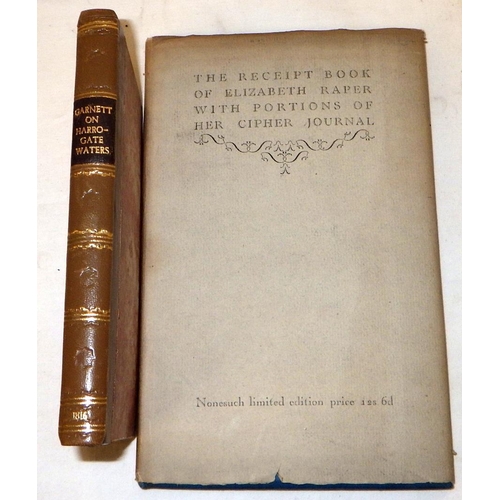 GARNETT
ON
HARRO-
GATE
WATERS
1816
THE RECEIPT BOOK
OF ELIZABETH RAPER
WITH PORTIONS OF
HER CIPHER JOURNAL
Nonesuch limited edition price 12s 6d